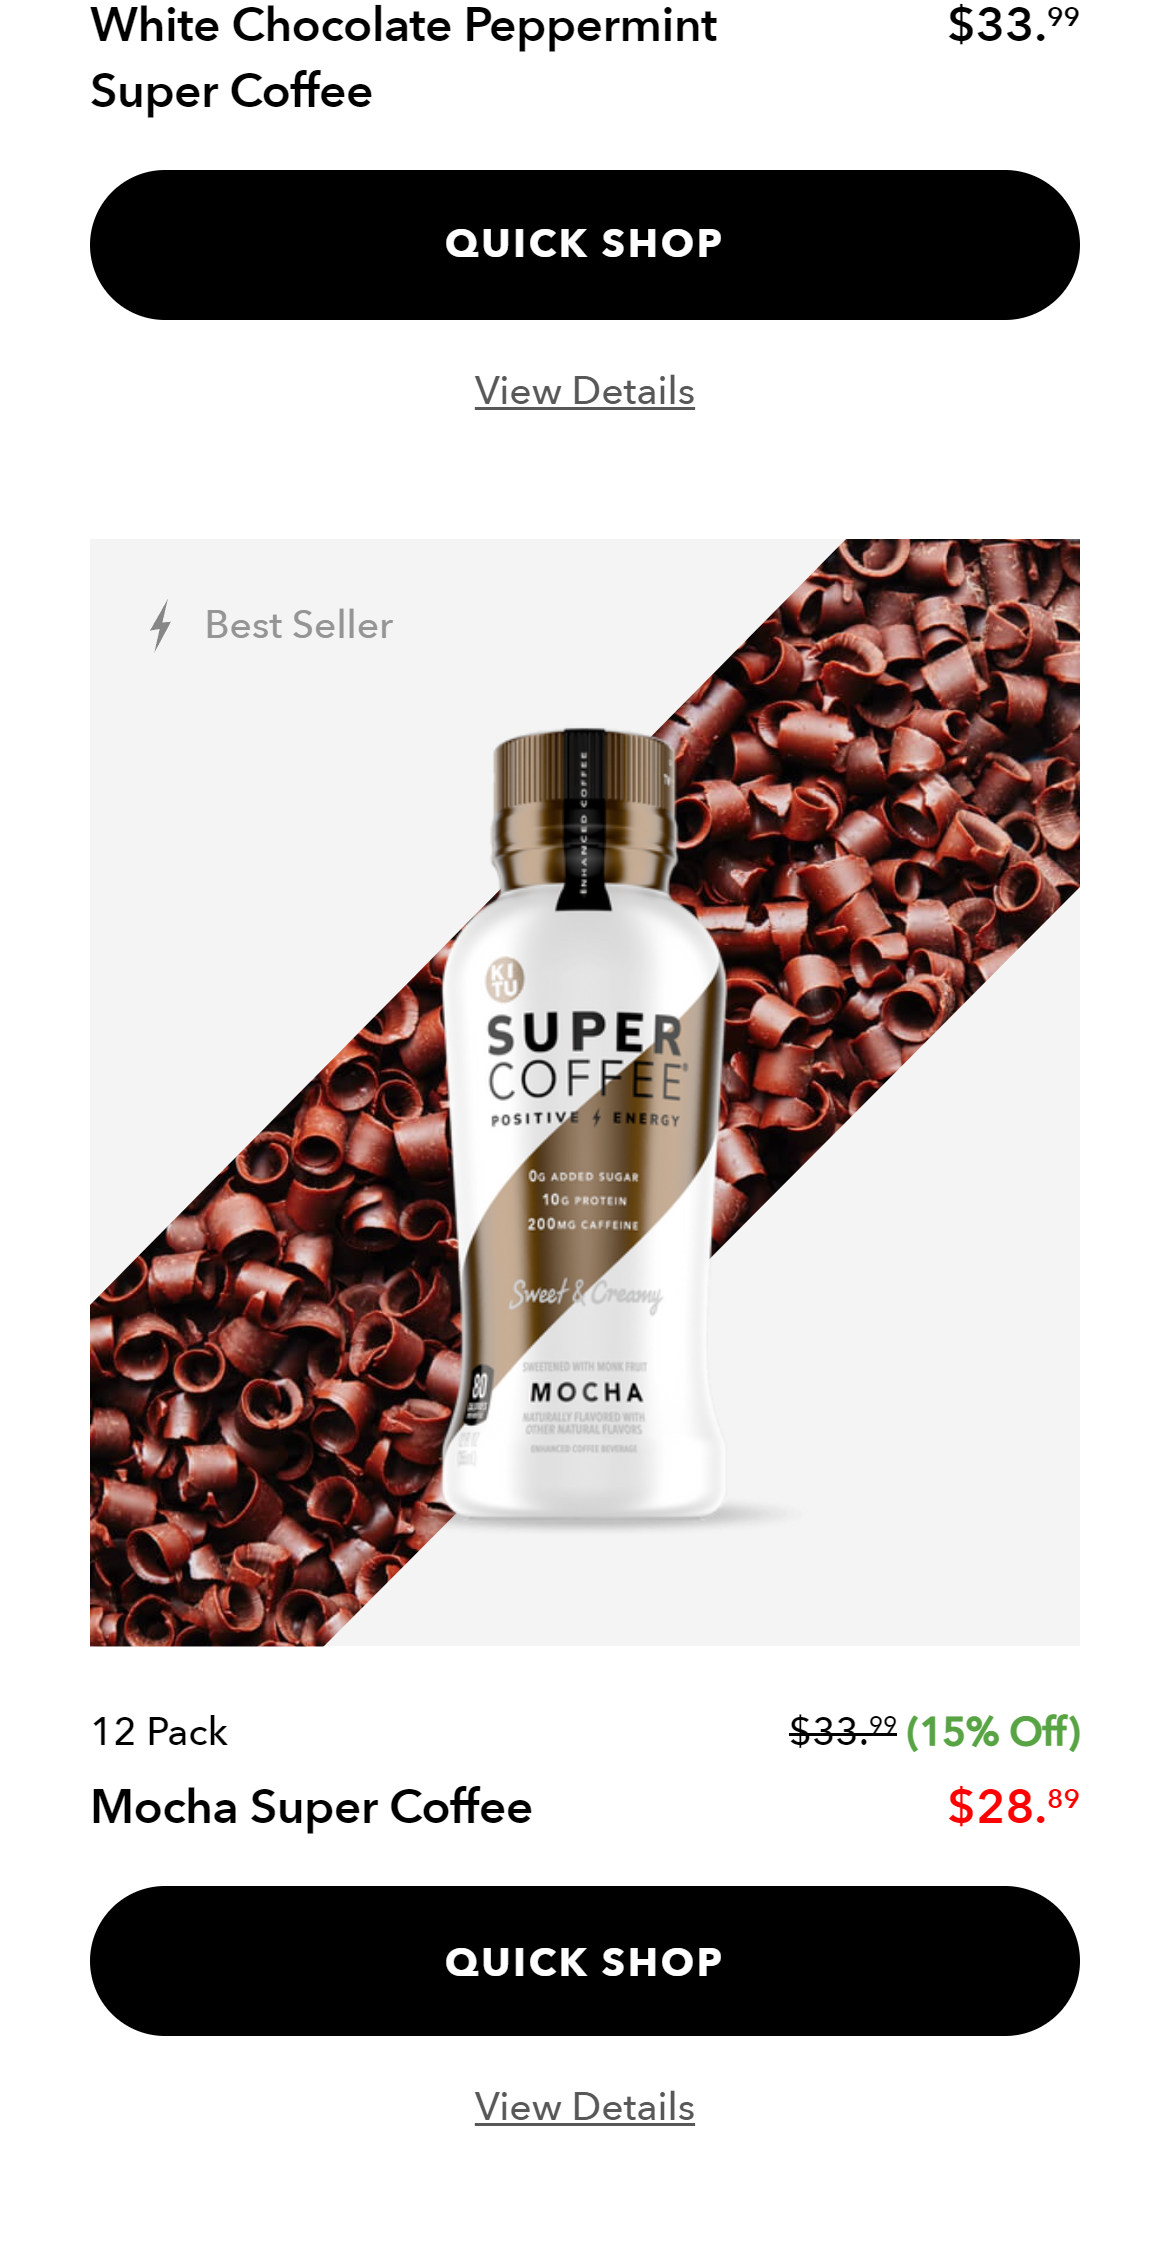 White Chocolate Peppermint $33.99
Super Coffee
QUICK SHOP
View Details
Best Seller
ENHANCED COFFEE
KI
TU
SUPER
COFFEE®
POSITIVE ENERGY
0G ADDED SUGAR
10G PROTEIN
200MG CAFFEINE
Sweet & Creamy
SWEETENED WITH MONK FRUIT
80
MOCHA
NATURALLY FLAVORED WITH
OTHER NATURAL FLAVORS
ENHANCED COFFEE BEVERAGE
12 Pack $33.99 (15% Off)
Mocha Super Coffee $28.89
QUICK SHOP
View Details